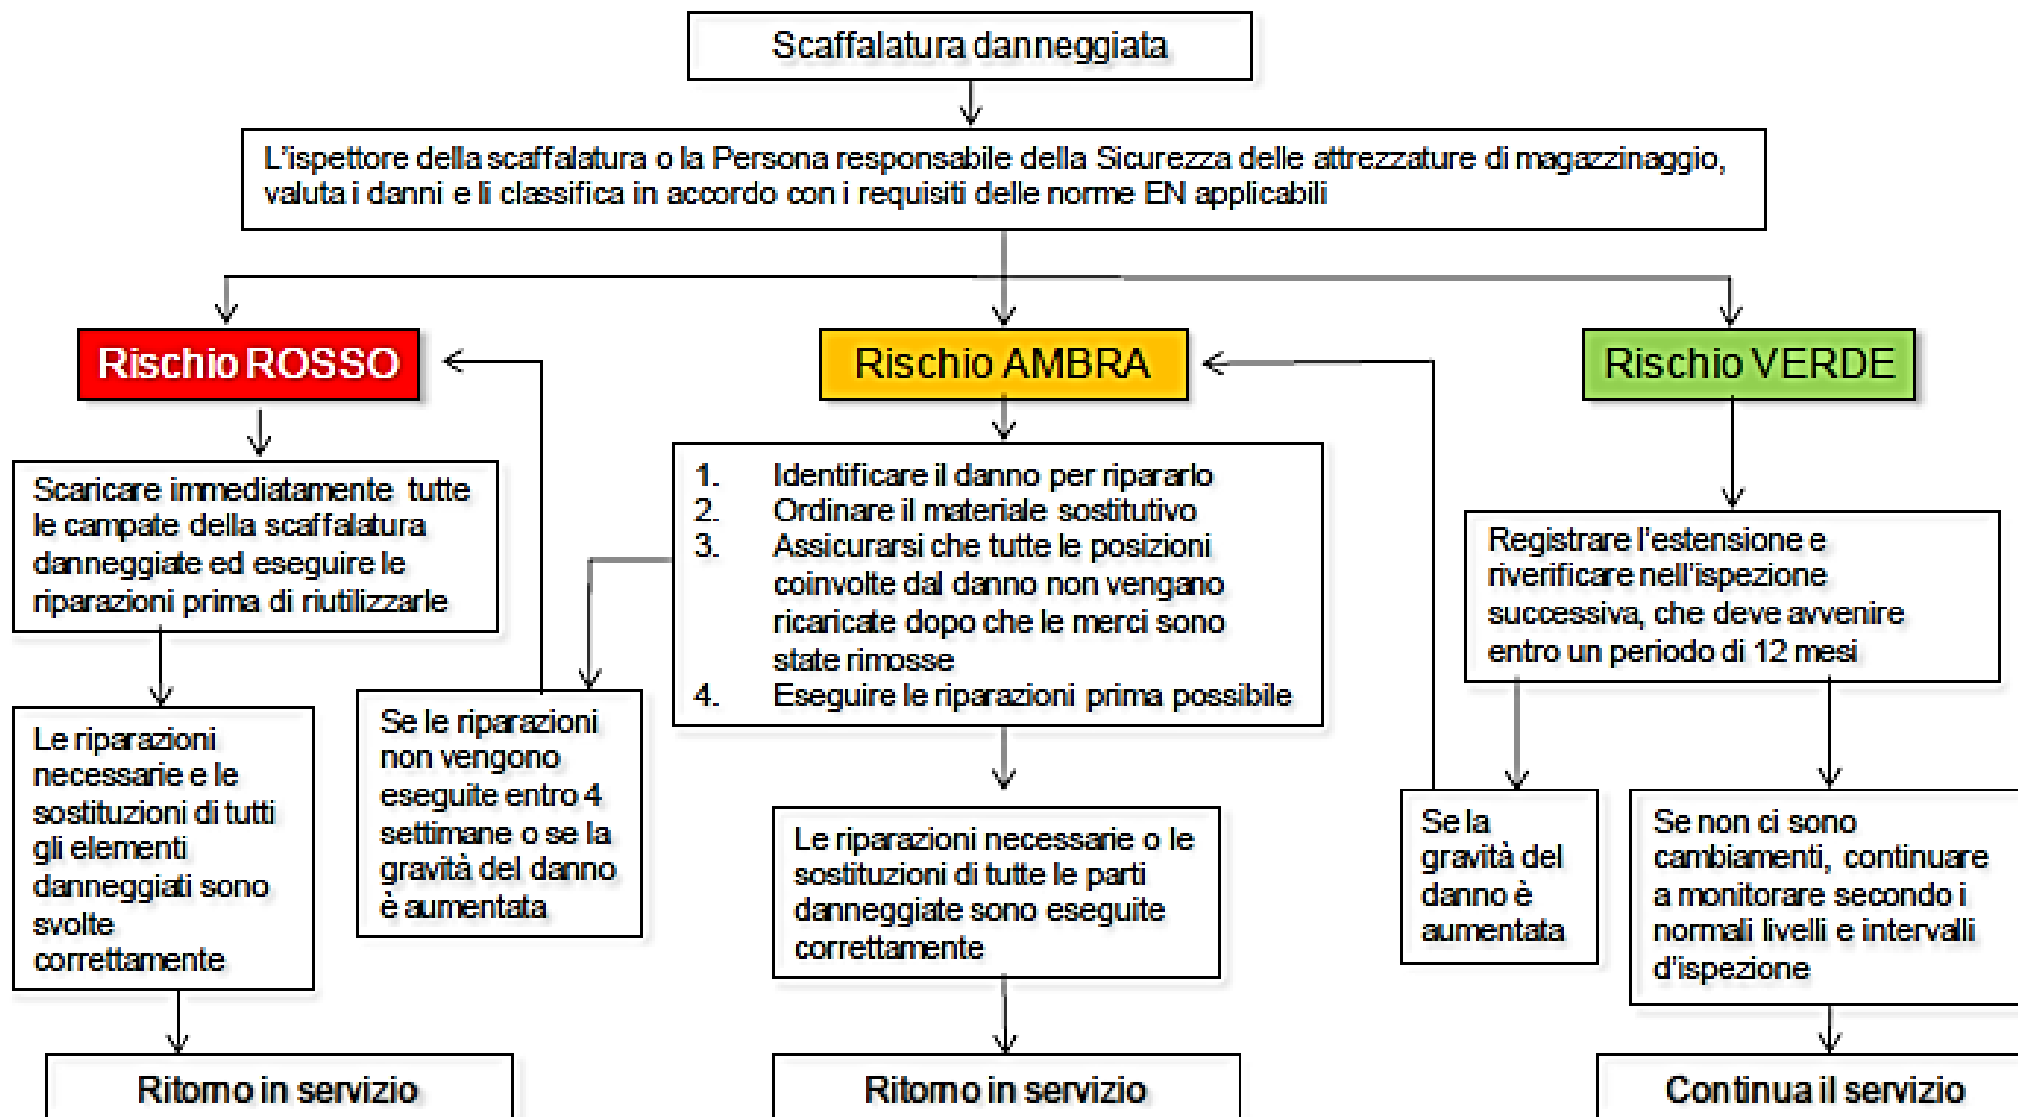 Scaffalatura danneggiata
L'ispettore della scaffalatura o la Persona responsabile della Sicurezza delle attrezzature di magazzinaggio,
valuta i danni e li classifica in accordo con i requisiti delle norme EN applicabili
Rischio ROSSO
Rischio AMBRA
Rischio VERDE
Scaricare immediatamente tutte
le campate della scaffalatura
danneggiate ed eseguire le
riparazioni prima di riutilizzarle
1. Identificare il danno per ripararlo
2. Ordinare il materiale sostitutivo
3. Assicurarsi che tutte le posizioni
coinvolte dal danno non vengano
ricaricate dopo che le merci sono
state rimosse
4. Eseguire le riparazioni prima possibile
Registrare l'estensione e
riverificare nell'ispezione
successiva, che deve avvenire
entro un periodo di 12 mesi
Le riparazioni
necessarie e le
sostituzioni di tutti
gli elementi
danneggiati sono
svolte
correttamente
Se le riparazioni
non vengono
eseguite entro 4
settimane o se la
gravità del danno
è aumentata
Le riparazioni necessarie o le
sostituzioni di tutte le parti
danneggiate sono eseguite
correttamente
Se la
gravità del
danno è
aumentata
Se non ci sono
cambiamenti, continuare
a monitorare secondo i
normali livelli e intervalli
d'ispezione
Ritorno in servizio
Ritorno in servizio
Continua il servizio